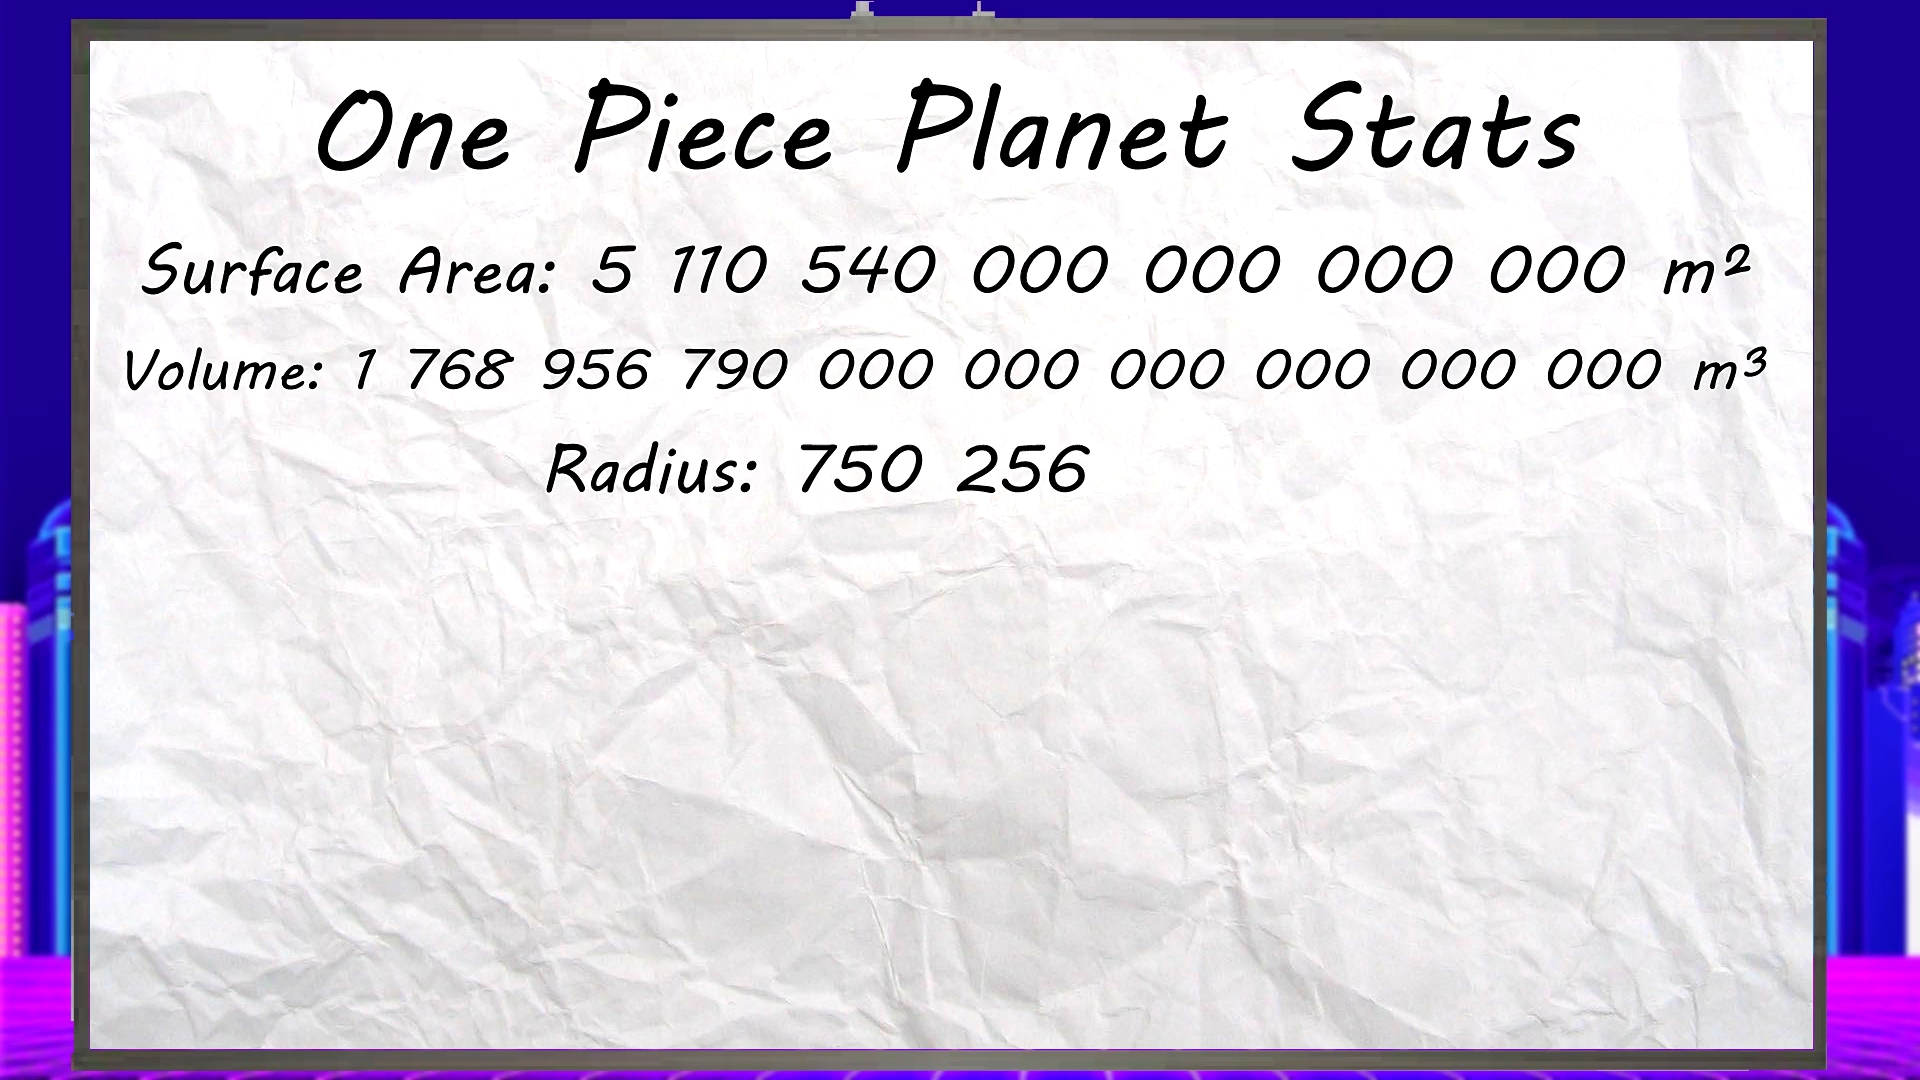 One Piece Planet Stats
Surface Area: 5 110 540 000 000 000 000 m²
Volume: 1 768 956 790 000 000 000 000 000 000 m³
Radius: 750 256